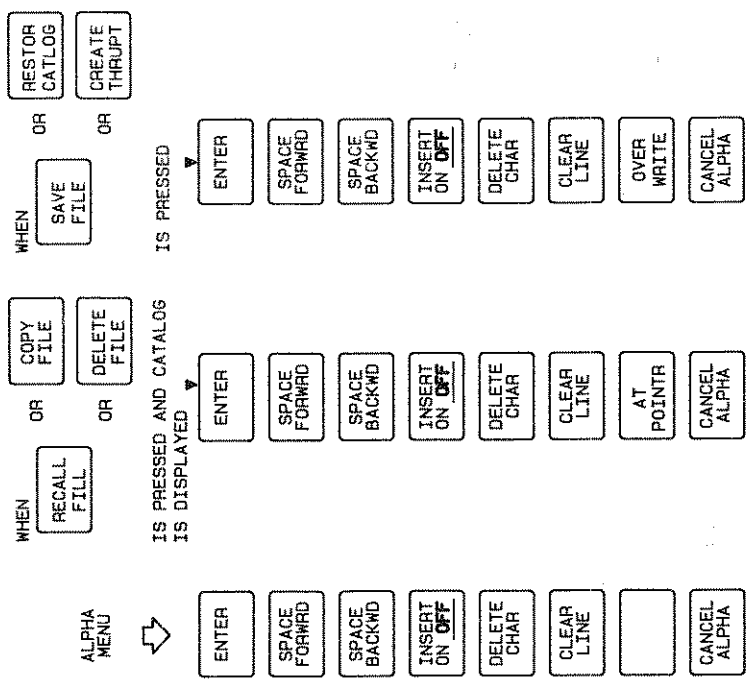 ALPHA
MENU
ENTER
SPACE
FORWRD
SPACE
BACKWD
INSERT
ON OFF
DELETE
CHAR
CLEAR
LINE
CANCEL
ALPHA
WHEN
RECALL
FILL
OR
COPY
FILE
OR
DELETE
FILE
IS PRESSED AND CATALOG
IS DISPLAYED
ENTER
SPACE
FORWRD
SPACE
BACKWD
INSERT
ON OFF
DELETE
CHAR
CLEAR
LINE
AT
POINTR
CANCEL
ALPHA
WHEN
SAVE
FILE
OR
RESTOR
CATLOG
OR
CREATE
THRUPT
IS PRESSED
ENTER
SPACE
FORWRD
SPACE
BACKWD
INSERT
ON OFF
DELETE
CHAR
CLEAR
LINE
OVER
WRITE
CANCEL
ALPHA